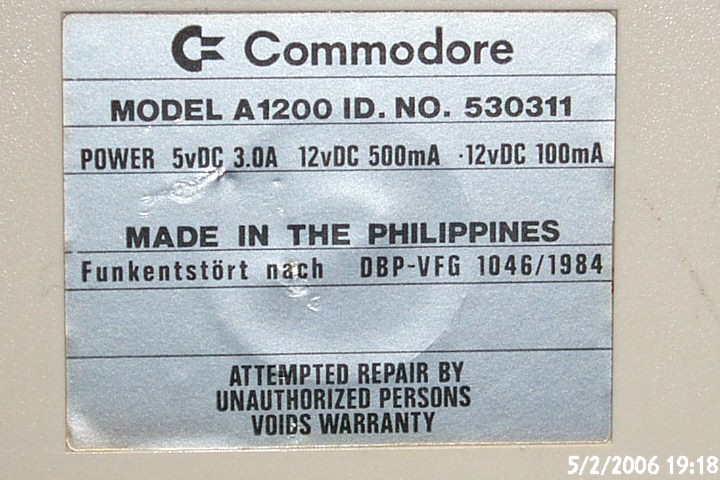 Commodore
MODEL A1200 ID. NO. 530311
POWER 5vDC 3.0A 12vDC 500mA -12vDC 100mA
MADE IN THE PHILIPPINES
Funkentstört nach DBP-VFG 1046/1984
ATTEMPTED REPAIR BY
UNAUTHORIZED PERSONS
VOIDS WARRANTY
5/2/2006 19:18